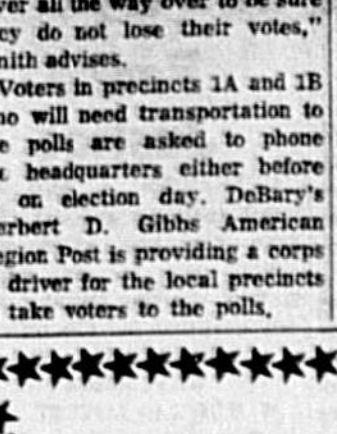 ver all the way over to be sure
cy do not lose their votes,"
nith advises.
Voters in precincts 1A and 1B
ho will need transportation to
e polls are asked to phone
headquarters either before
on election day. DeBary's
erbert D. Gibbs American
egion Post is providing a corps
driver for the local precincts
take voters to the polls.